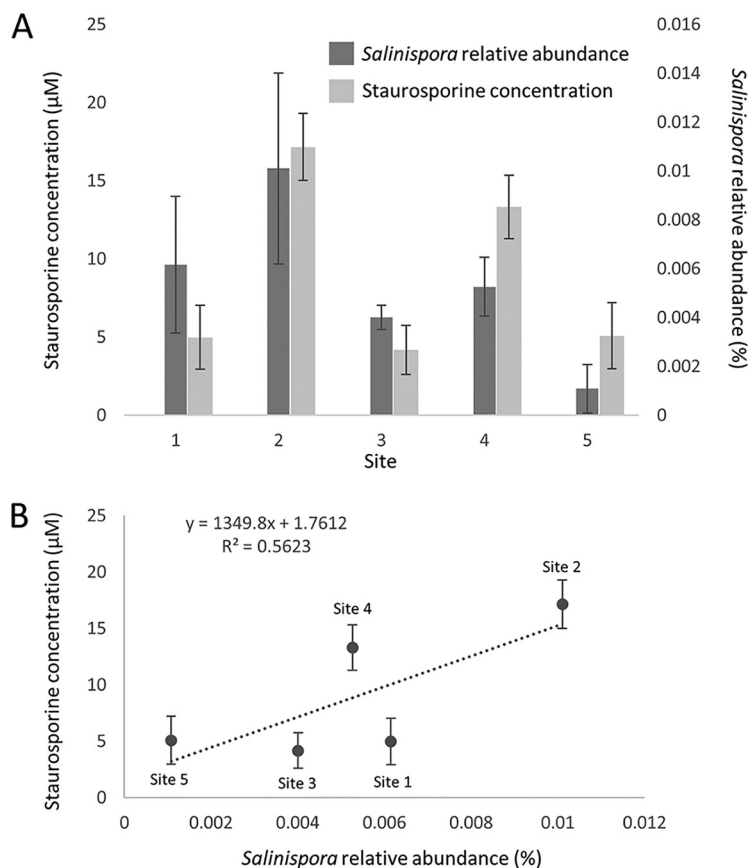 A
Staurosporine concentration (µM)
25
20
15
10
5
0
Salinispora relative abundance
Staurosporine concentration
0.016
0.014
0.012
0.01
0.008
0.006
0.004
0.002
0
Salinispora relative abundance (%)
1 2 3 4 5
Site
B
Staurosporine concentration (µM)
25
20
15
10
5
0
y = 1349.8x + 1.7612
R² = 0.5623
Site 2
Site 4
Site 5
Site 3
Site 1
0 0.002 0.004 0.006 0.008 0.01 0.012
Salinispora relative abundance (%)